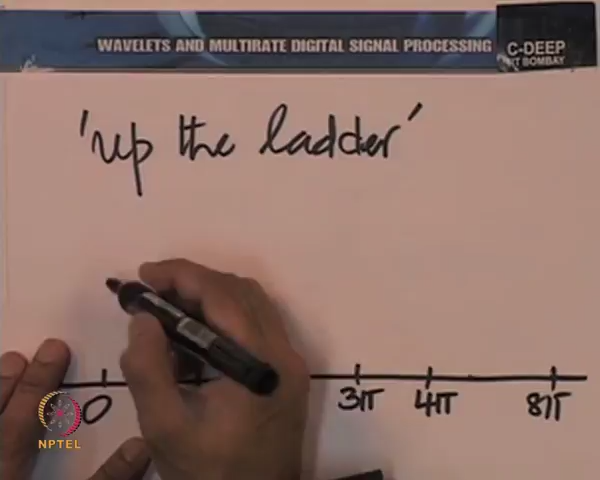 WAVELETS AND MULTIRATE DIGITAL SIGNAL PROCESSING
C-DEEP
IIT BOMBAY
'up the ladder'
0 3π 4π 8π
NPTEL